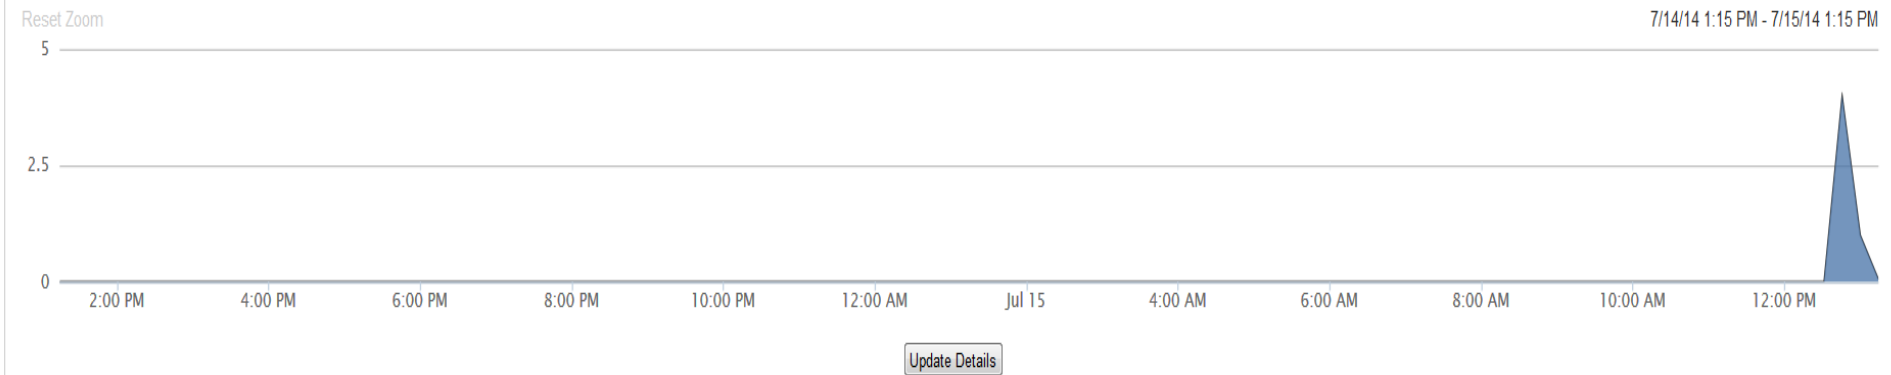 Reset Zoom
7/14/14 1:15 PM - 7/15/14 1:15 PM
5
2.5
0
2:00 PM 4:00 PM 6:00 PM 8:00 PM 10:00 PM 12:00 AM Jul 15 4:00 AM 6:00 AM 8:00 AM 10:00 AM 12:00 PM
Update Details